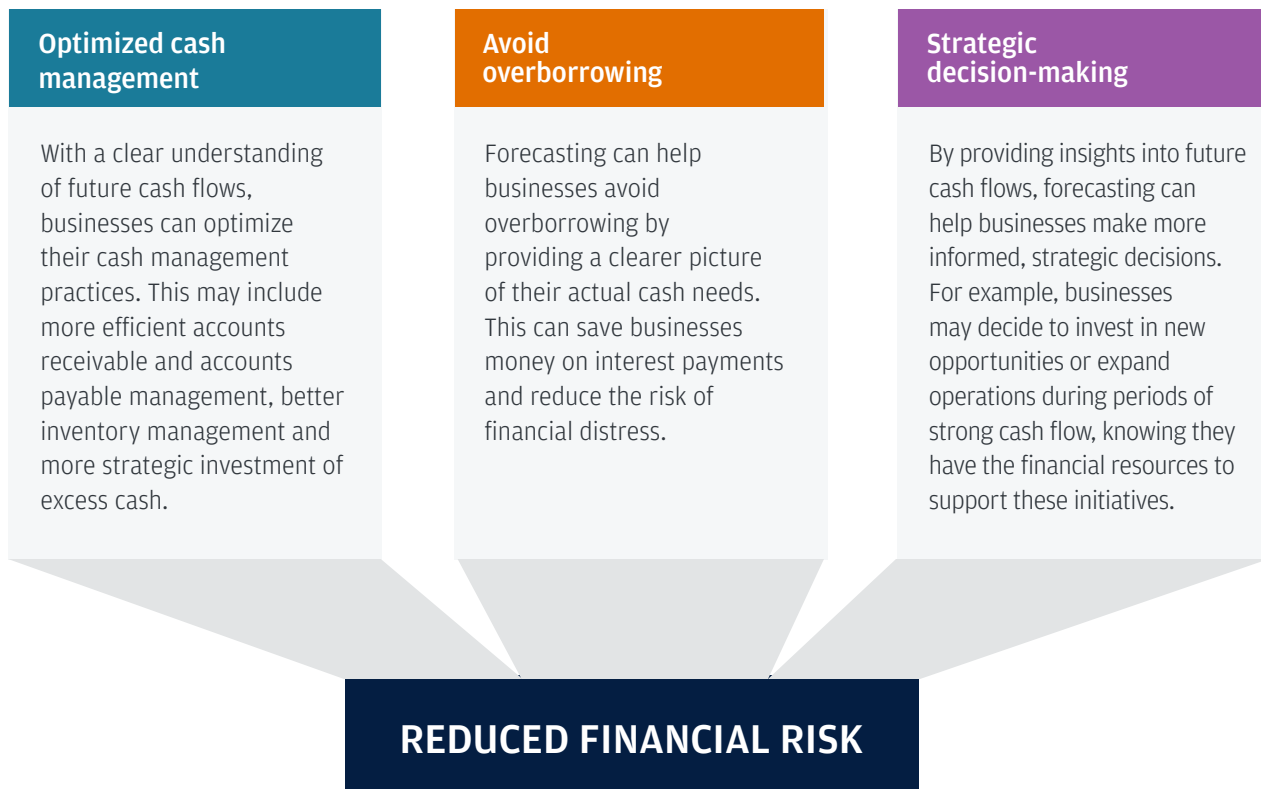 Optimized cash
management
With a clear understanding
of future cash flows,
businesses can optimize
their cash management
practices. This may include
more efficient accounts
receivable and accounts
payable management, better
inventory management and
more strategic investment of
excess cash.
Avoid
overborrowing
Forecasting can help
businesses avoid
overborrowing by
providing a clearer picture
of their actual cash needs.
This can save businesses
money on interest payments
and reduce the risk of
financial distress.
Strategic
decision-making
By providing insights into future
cash flows, forecasting can
help businesses make more
informed, strategic decisions.
For example, businesses
may decide to invest in new
opportunities or expand
operations during periods of
strong cash flow, knowing they
have the financial resources to
support these initiatives.
REDUCED FINANCIAL RISK